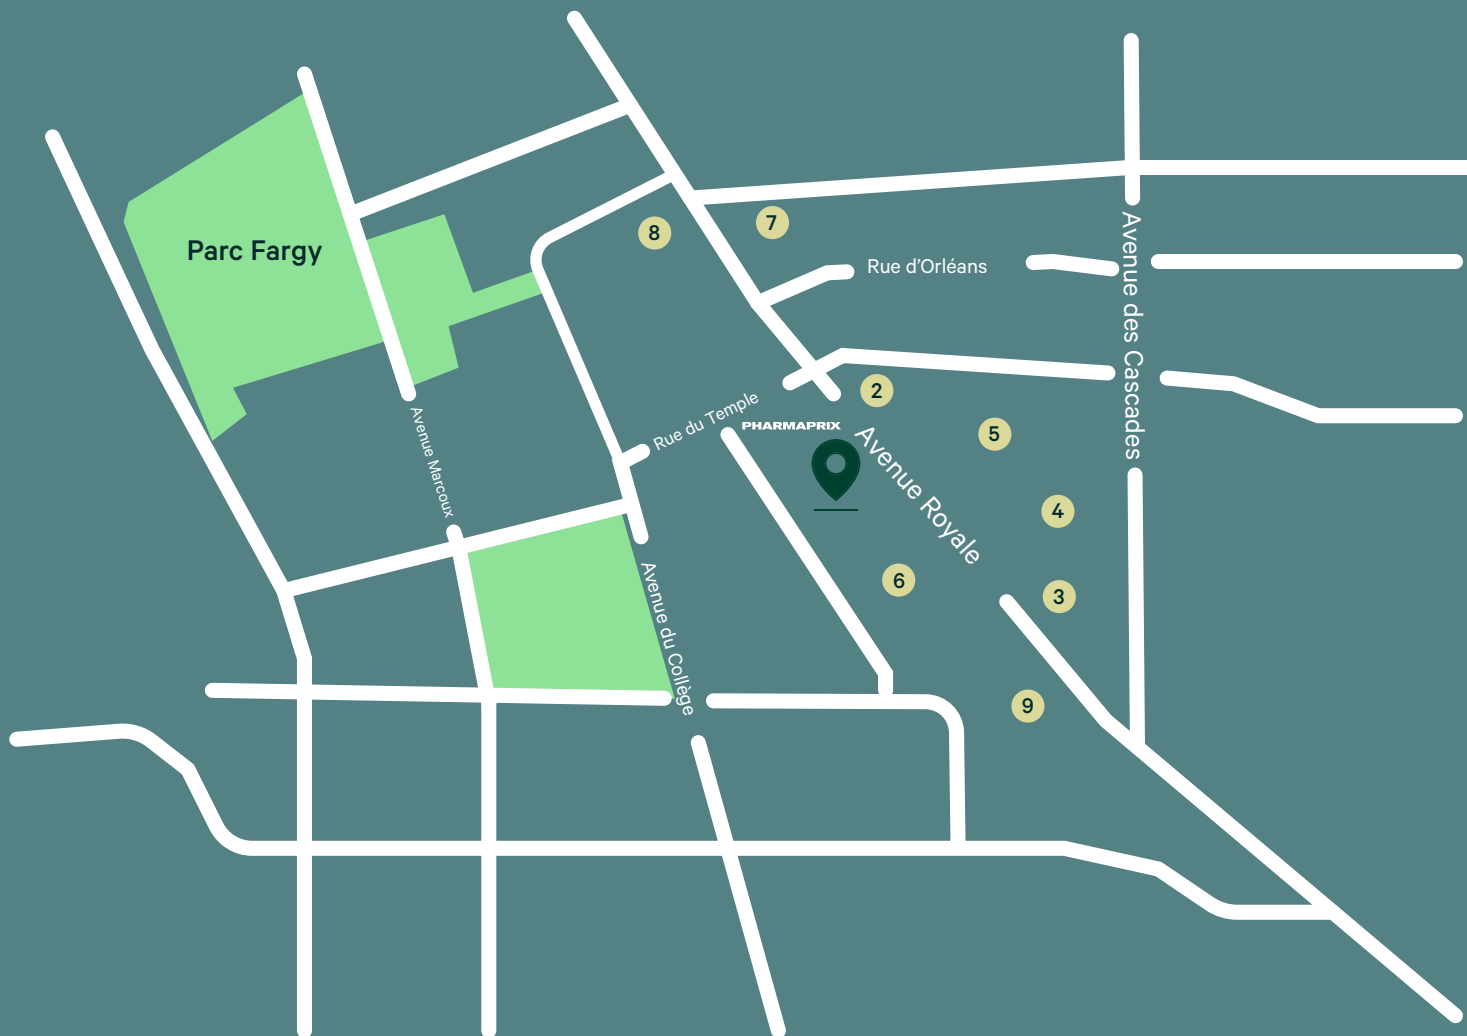 Parc Fargy
8
7
Rue d'Orléans
Avenue des Cascades
2
Rue du Temple
PHARMAPRIX
Avenue Marcoux
Avenue Royale
5
4
6
3
Avenue du Collège
9